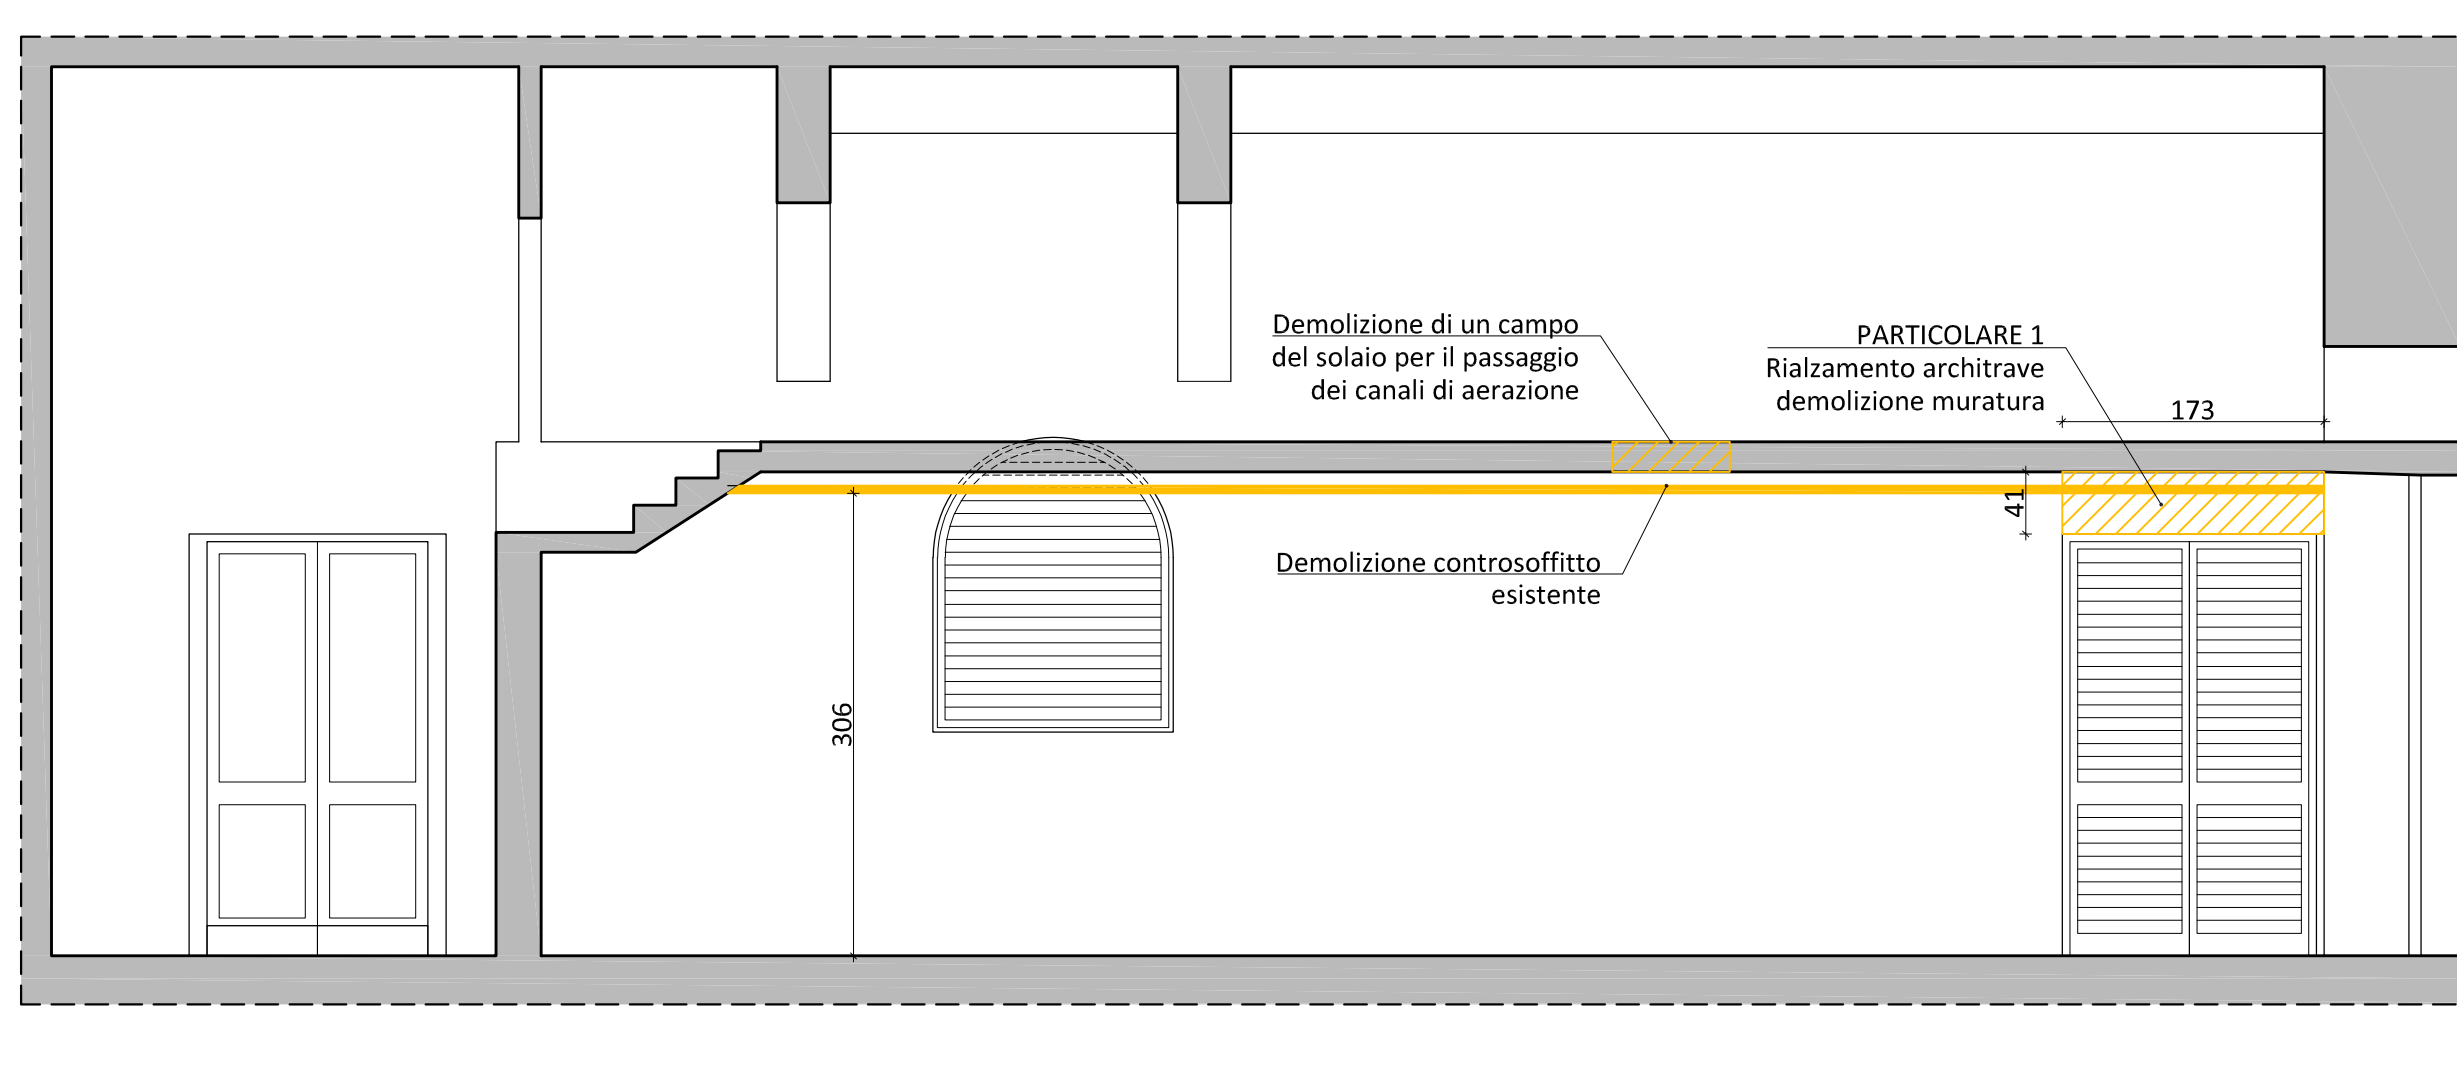 Demolizione di un campo
del solaio per il passaggio
dei canali di aerazione
PARTICOLARE 1
Rialzamento architrave
demolizione muratura
173
41
Demolizione controsoffitto
esistente
306